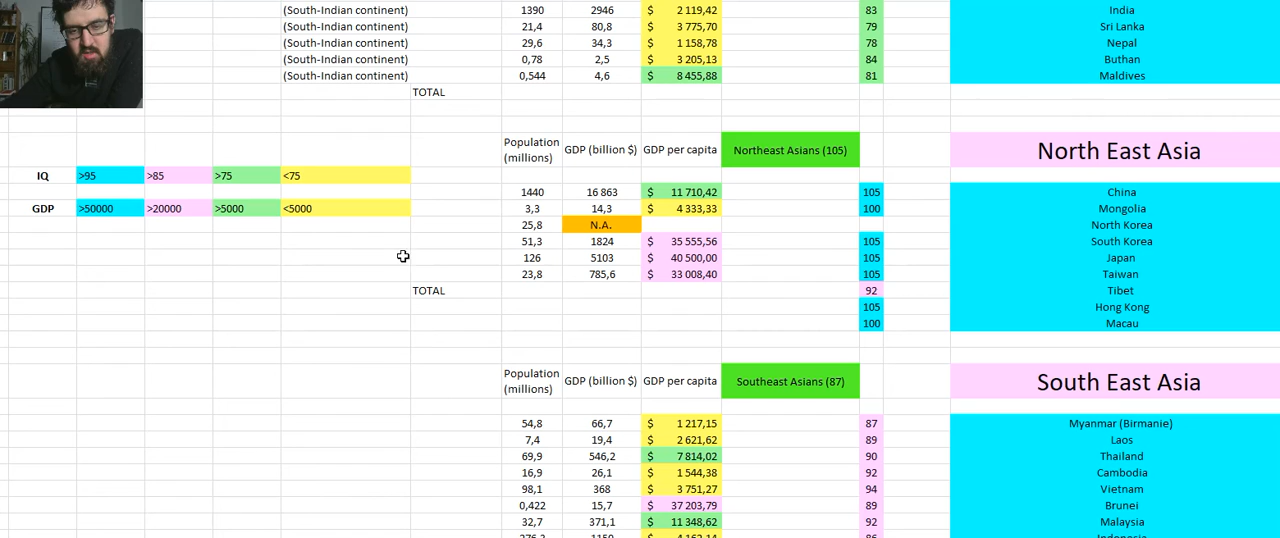 (South-Indian continent) 1390 2946 $ 2 119,42 83 India
(South-Indian continent) 21,4 80,8 $ 3 775,70 79 Sri Lanka
(South-Indian continent) 29,6 34,3 $ 1 158,78 78 Nepal
(South-Indian continent) 0,78 2,5 $ 3 205,13 84 Buthan
(South-Indian continent) 0,544 4,6 $ 8 455,88 81 Maldives
TOTAL
Population (millions) GDP (billion $) GDP per capita Northeast Asians (105) North East Asia
IQ >95 >85 >75 <75
1440 16 863 $ 11 710,42 105 China
GDP >50000 >20000 >5000 <5000 3,3 14,3 $ 4 333,33 100 Mongolia
25,8 N.A. North Korea
51,3 1824 $ 35 555,56 105 South Korea
126 5103 $ 40 500,00 105 Japan
23,8 785,6 $ 33 008,40 105 Taiwan
TOTAL 92 Tibet
105 Hong Kong
100 Macau
Population (millions) GDP (billion $) GDP per capita Southeast Asians (87) South East Asia
54,8 66,7 $ 1 217,15 87 Myanmar (Birmanie)
7,4 19,4 $ 2 621,62 89 Laos
69,9 546,2 $ 7 814,02 90 Thailand
16,9 26,1 $ 1 544,38 92 Cambodia
98,1 368 $ 3 751,27 94 Vietnam
0,422 15,7 $ 37 203,79 89 Brunei
32,7 371,1 $ 11 348,62 92 Malaysia